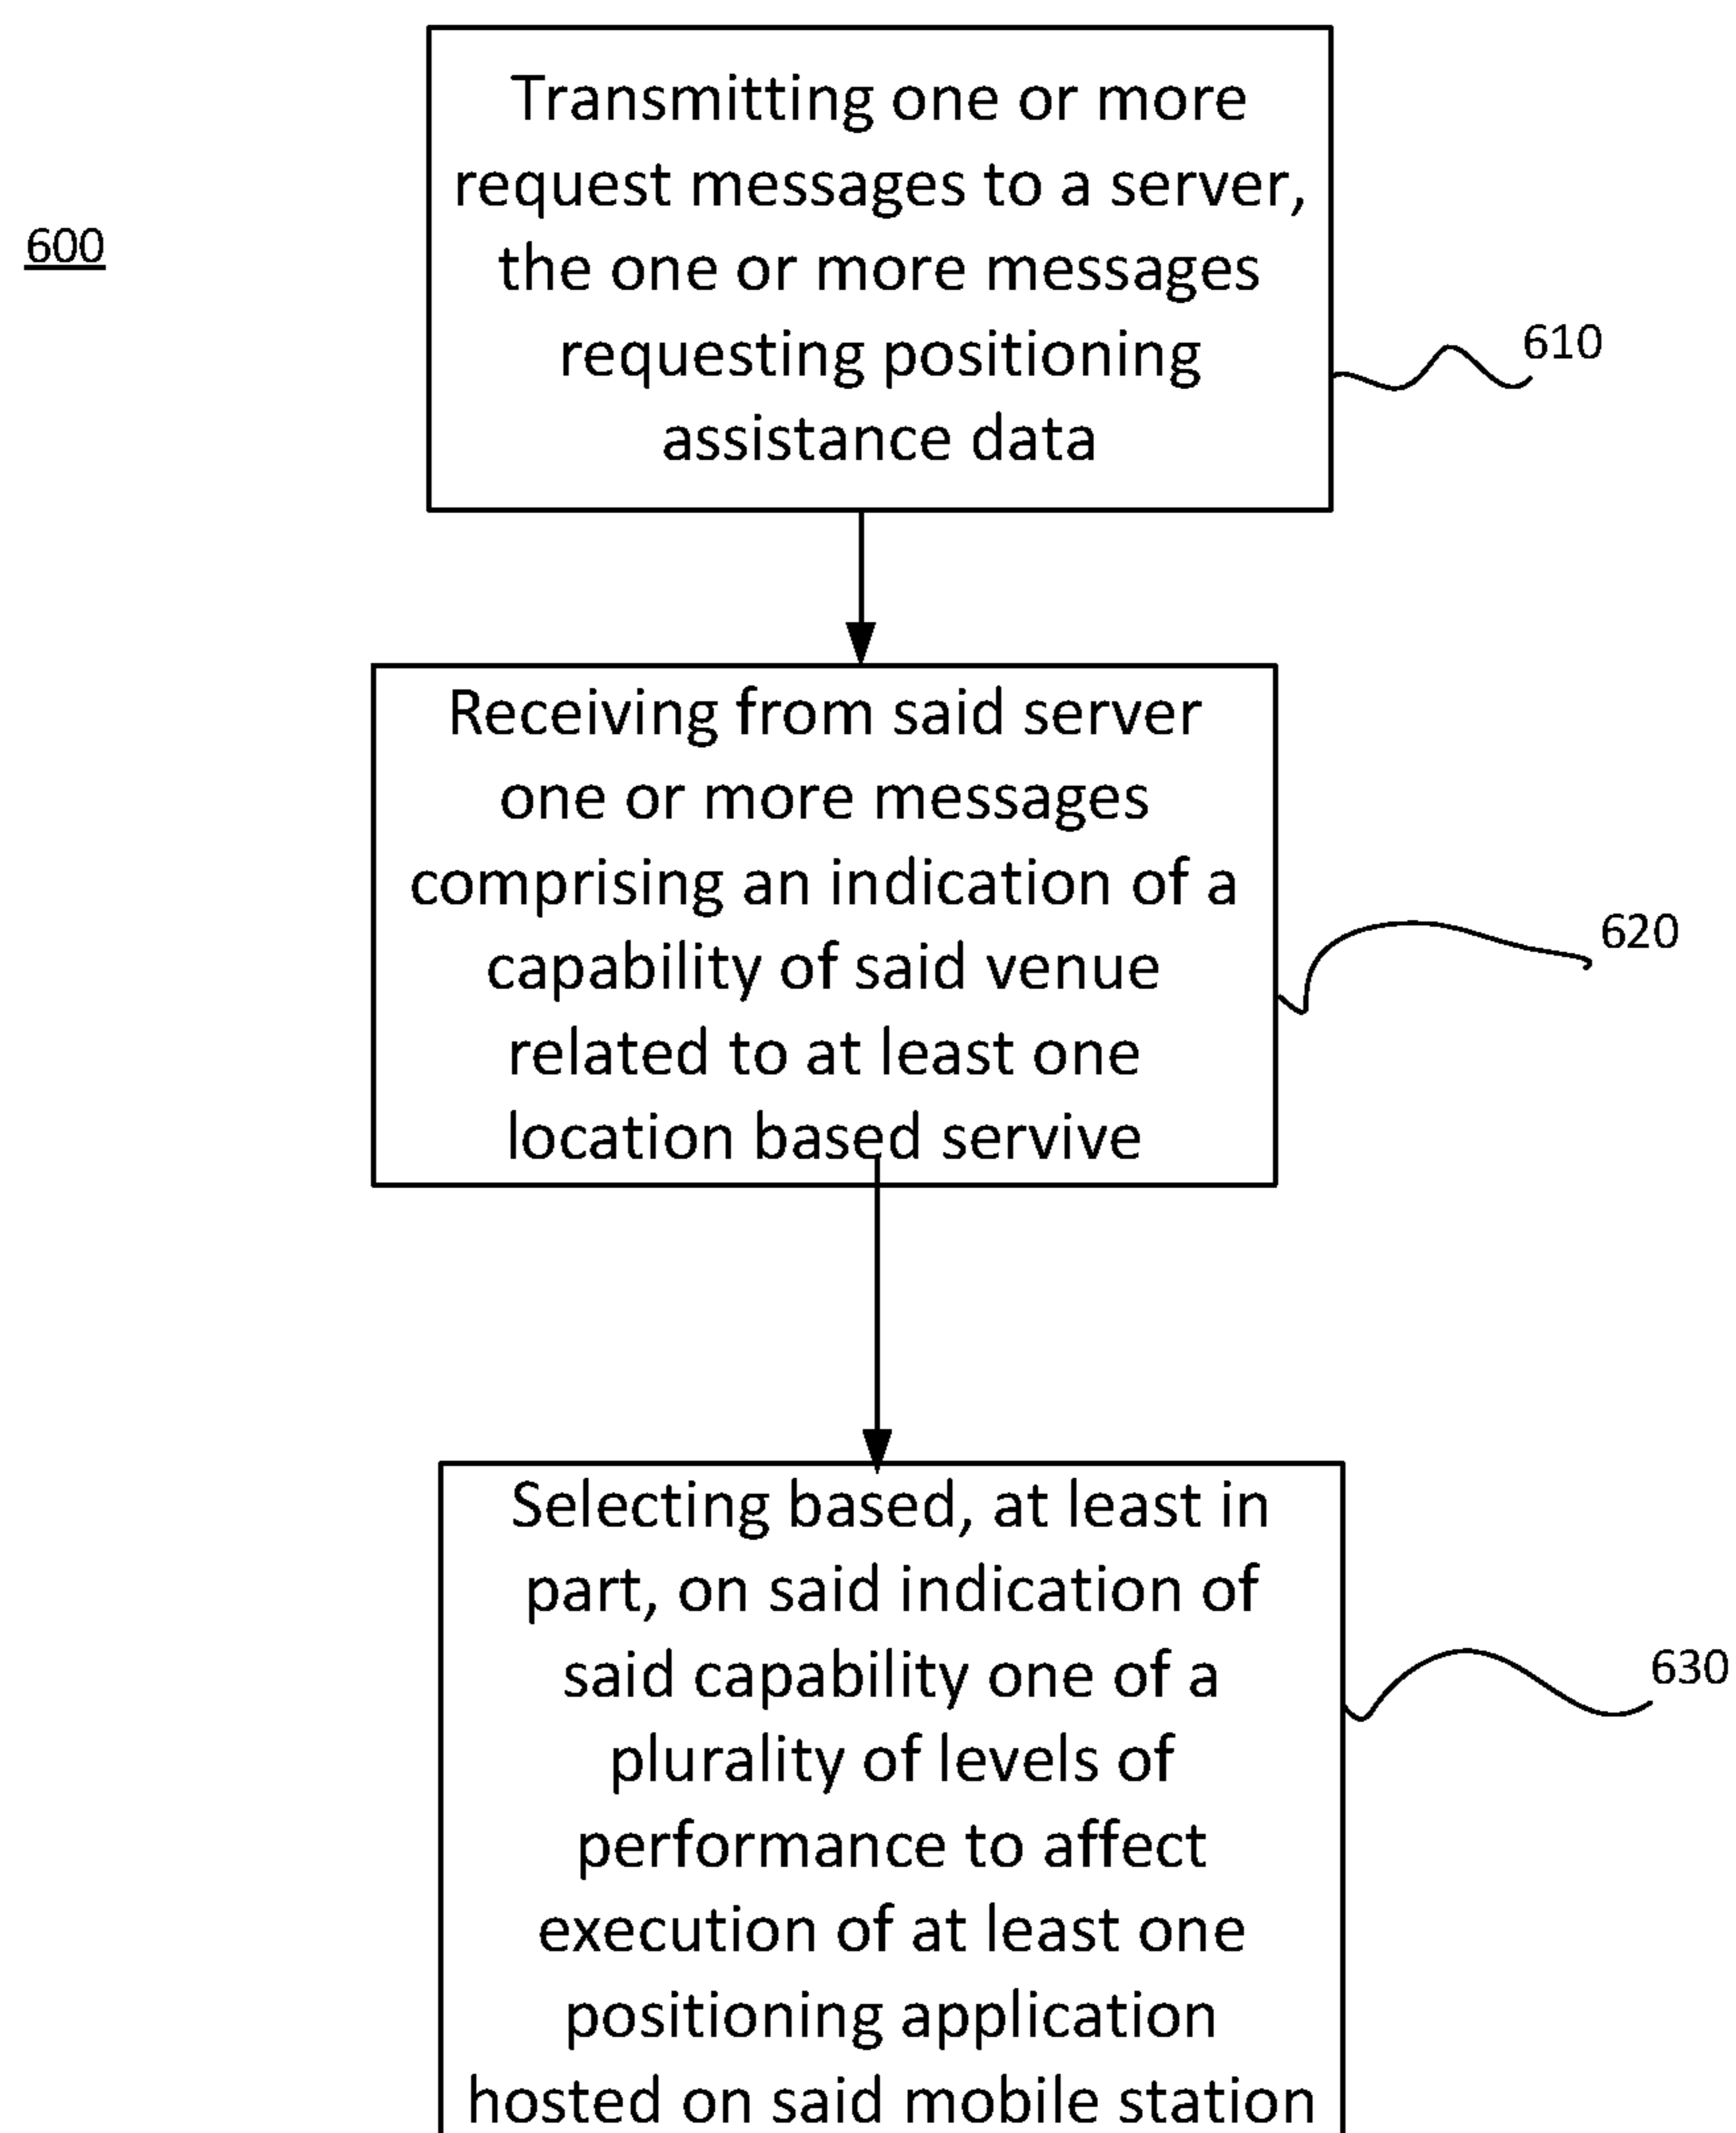 600
Transmitting one or more
request messages to a server,
the one or more messages
requesting positioning
assistance data
610
Receiving from said server
one or more messages
comprising an indication of a
capability of said venue
related to at least one
location based servive
620
Selecting based, at least in
part, on said indication of
said capability one of a
plurality of levels of
performance to affect
execution of at least one
positioning application
hosted on said mobile station
630